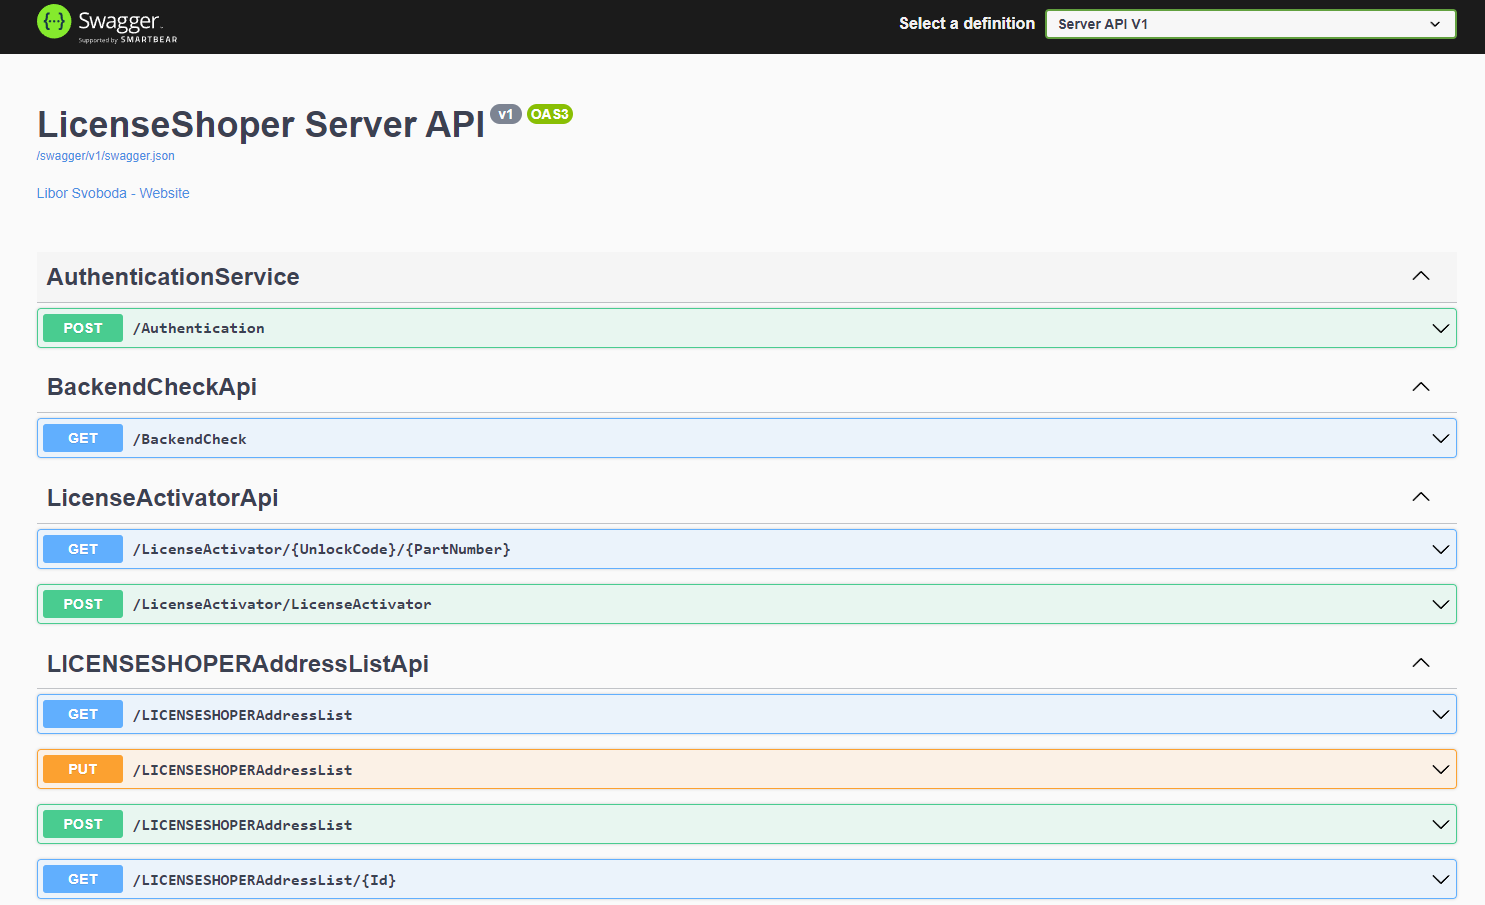 Swagger
Supported by SMARTBEAR
Select a definition
Server API V1
LicenseShoper Server API v1 OAS3
/swagger/v1/swagger.json
Libor Svoboda - Website
AuthenticationService
POST /Authentication
BackendCheckApi
GET /BackendCheck
LicenseActivatorApi
GET /LicenseActivator/{UnlockCode}/{PartNumber}
POST /LicenseActivator/LicenseActivator
LICENSESHOPERAddressListApi
GET /LICENSESHOPERAddressList
PUT /LICENSESHOPERAddressList
POST /LICENSESHOPERAddressList
GET /LICENSESHOPERAddressList/{Id}